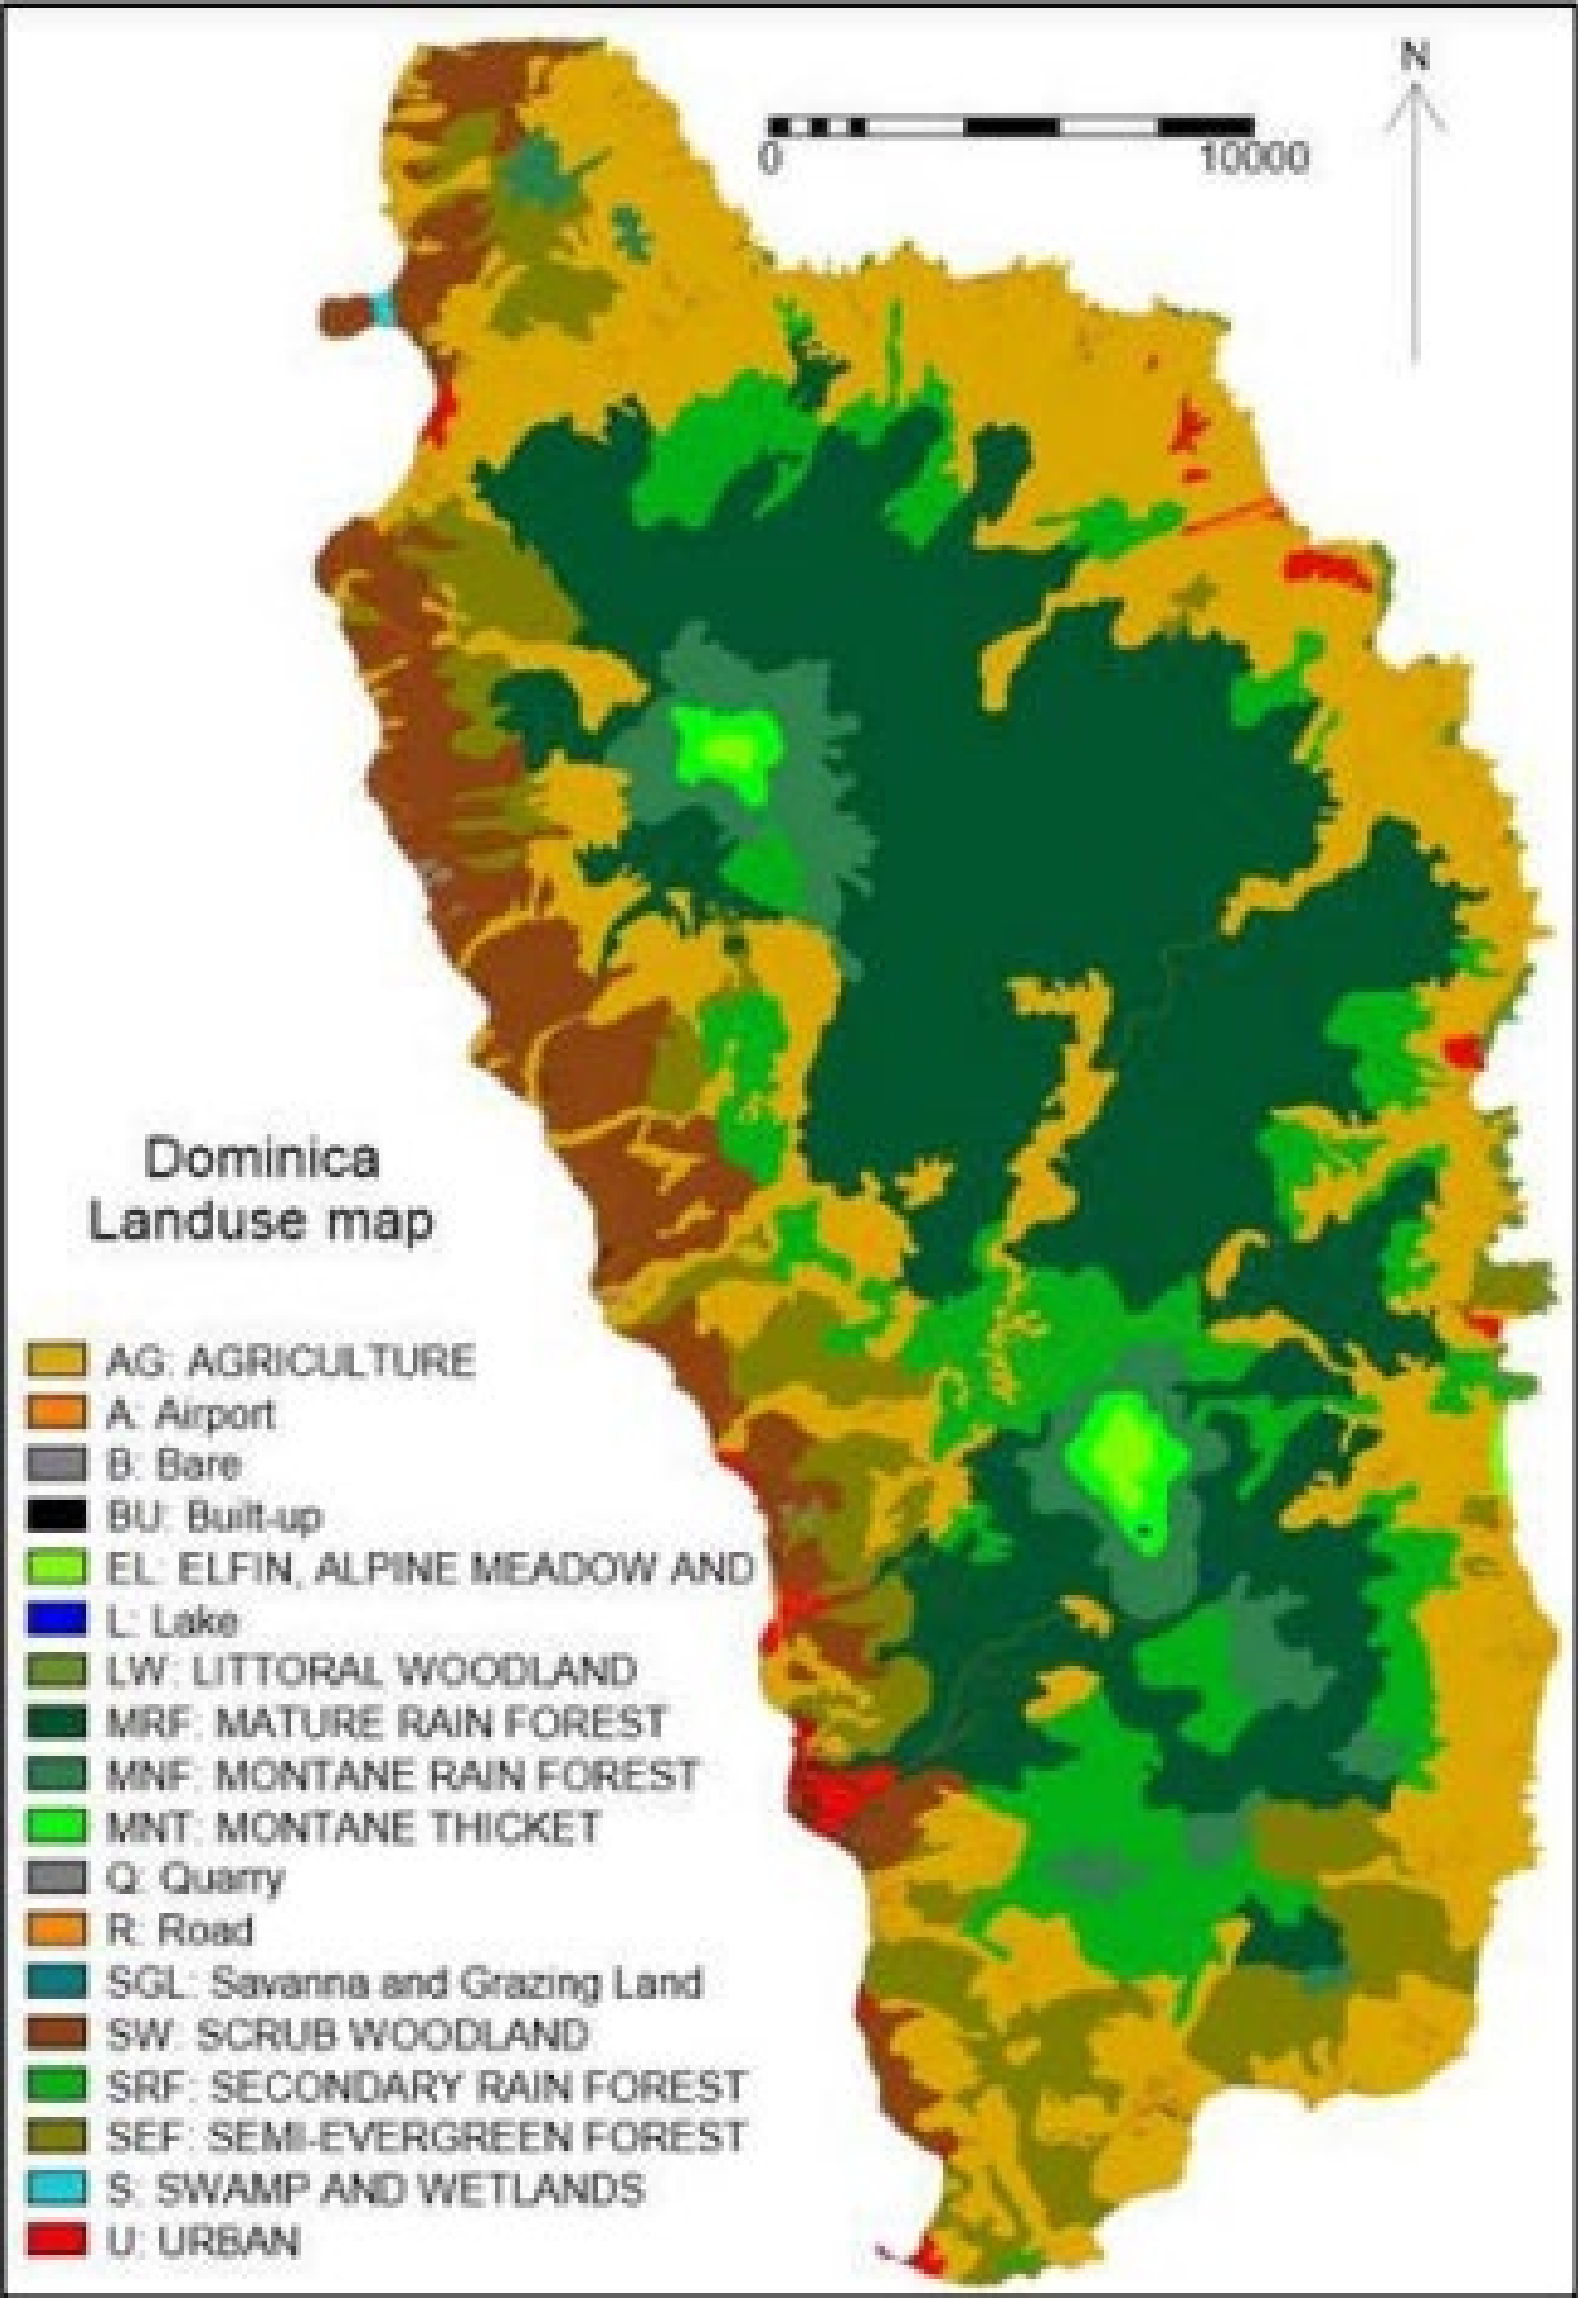 N
0 10000
Dominica
Landuse map
AG: AGRICULTURE
A: Airport
B: Bare
BU: Built-up
EL: ELFIN, ALPINE MEADOW AND
L: Lake
LW: LITTORAL WOODLAND
MRF: MATURE RAIN FOREST
MNF: MONTANE RAIN FOREST
MNT: MONTANE THICKET
Q: Quarry
R: Road
SGL: Savanna and Grazing Land
SW: SCRUB WOODLAND
SRF: SECONDARY RAIN FOREST
SEF: SEMI-EVERGREEN FOREST
S: SWAMP AND WETLANDS
U: URBAN